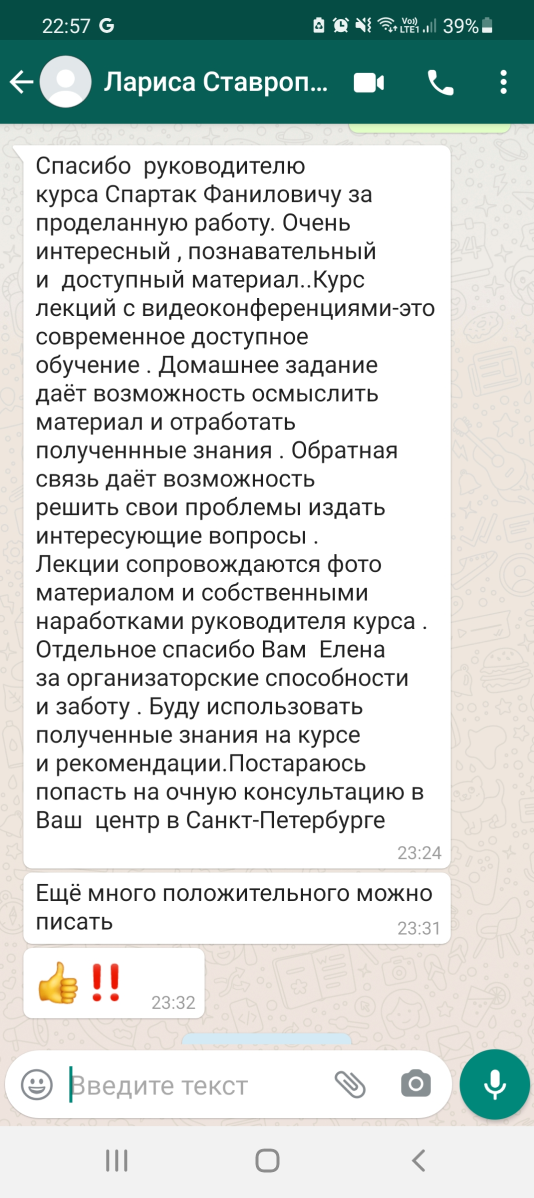 22:57 G
Vo)) LTE1 39%
Лариса Ставроп...
Спасибо руководителю
курса Спартак Фаниловичу за
проделанную работу. Очень
интересный , познавательный
и доступный материал..Курс
лекций с видеоконференциями-это
современное доступное
обучение . Домашнее задание
даёт возможность осмыслить
материал и отработать
полученнные знания . Обратная
связь даёт возможность
решить свои проблемы издать
интересующие вопросы .
Лекции сопровождаются фото
материалом и собственными
наработками руководителя курса .
Отдельное спасибо Вам Елена
за организаторские способности
и заботу . Буду использовать
полученные знания на курсе
и рекомендации.Постараюсь
попасть на очную консультацию в
Ваш центр в Санкт-Петербурге
23:24
Ещё много положительного можно
писать
23:31
👍‼️
23:32
Введите текст